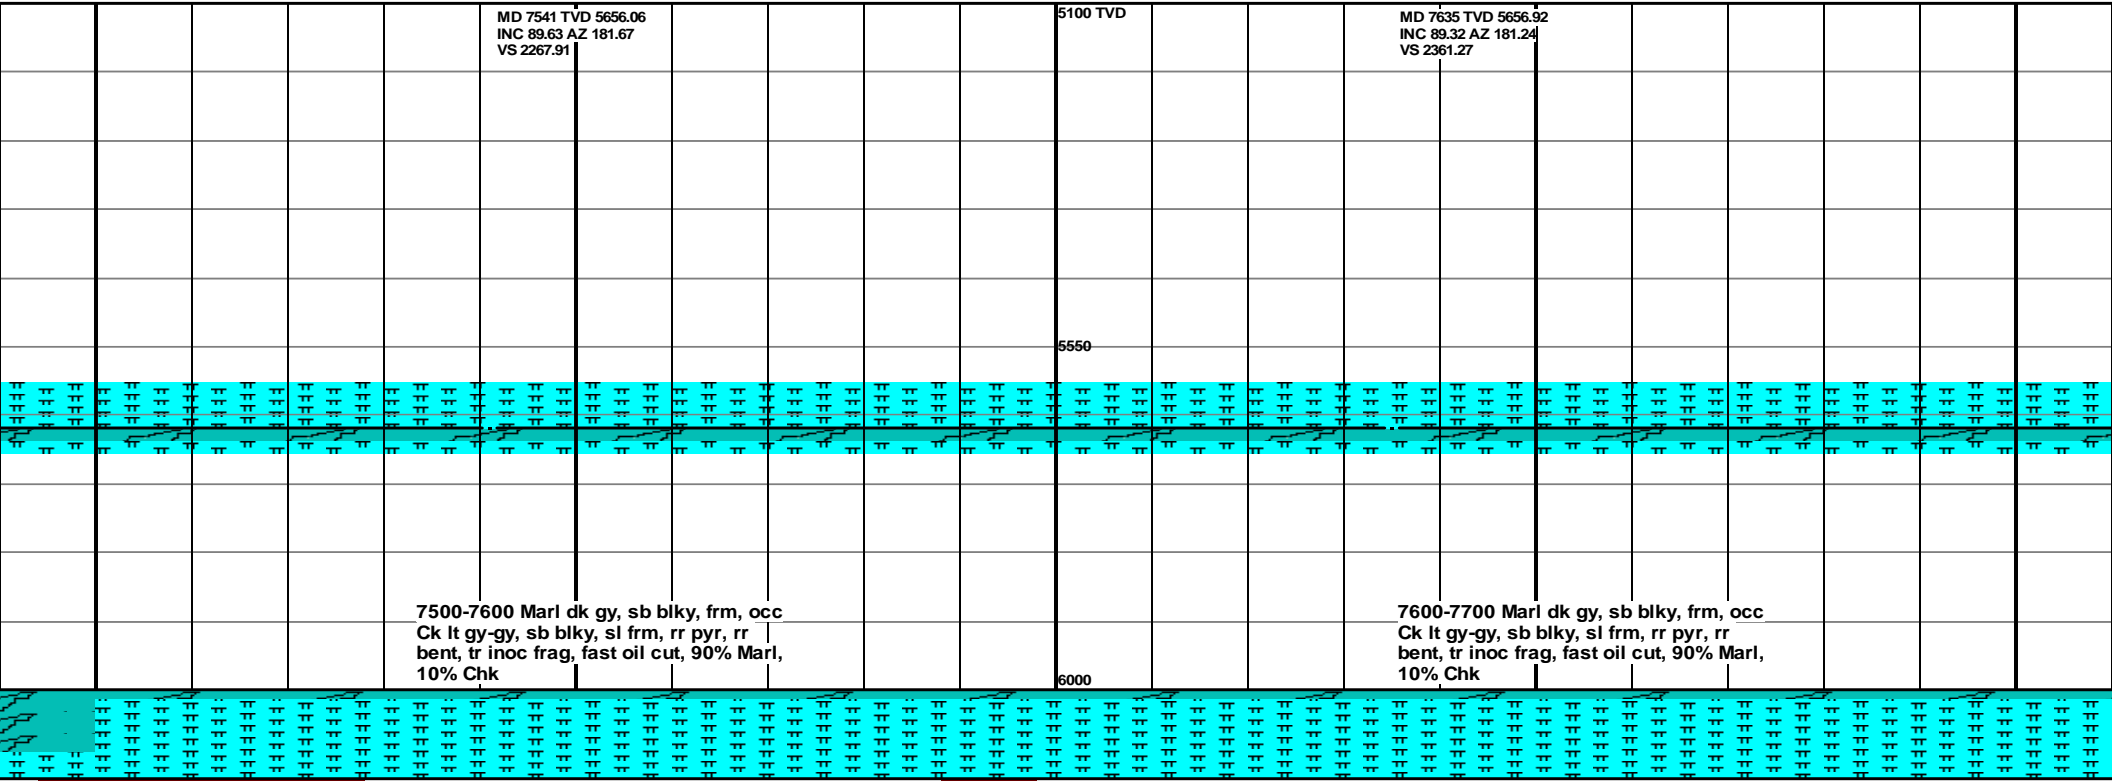 MD 7541 TVD 5656.06
INC 89.63 AZ 181.67
VS 2267.91
5100 TVD
MD 7635 TVD 5656.92
INC 89.32 AZ 181.24
VS 2361.27
5550
7500-7600 Marl dk gy, sb blky, frm, occ
Ck lt gy-gy, sb blky, sl frm, rr pyr, rr
bent, tr inoc frag, fast oil cut, 90% Marl,
10% Chk
7600-7700 Marl dk gy, sb blky, frm, occ
Ck lt gy-gy, sb blky, sl frm, rr pyr, rr
bent, tr inoc frag, fast oil cut, 90% Marl,
10% Chk
6000